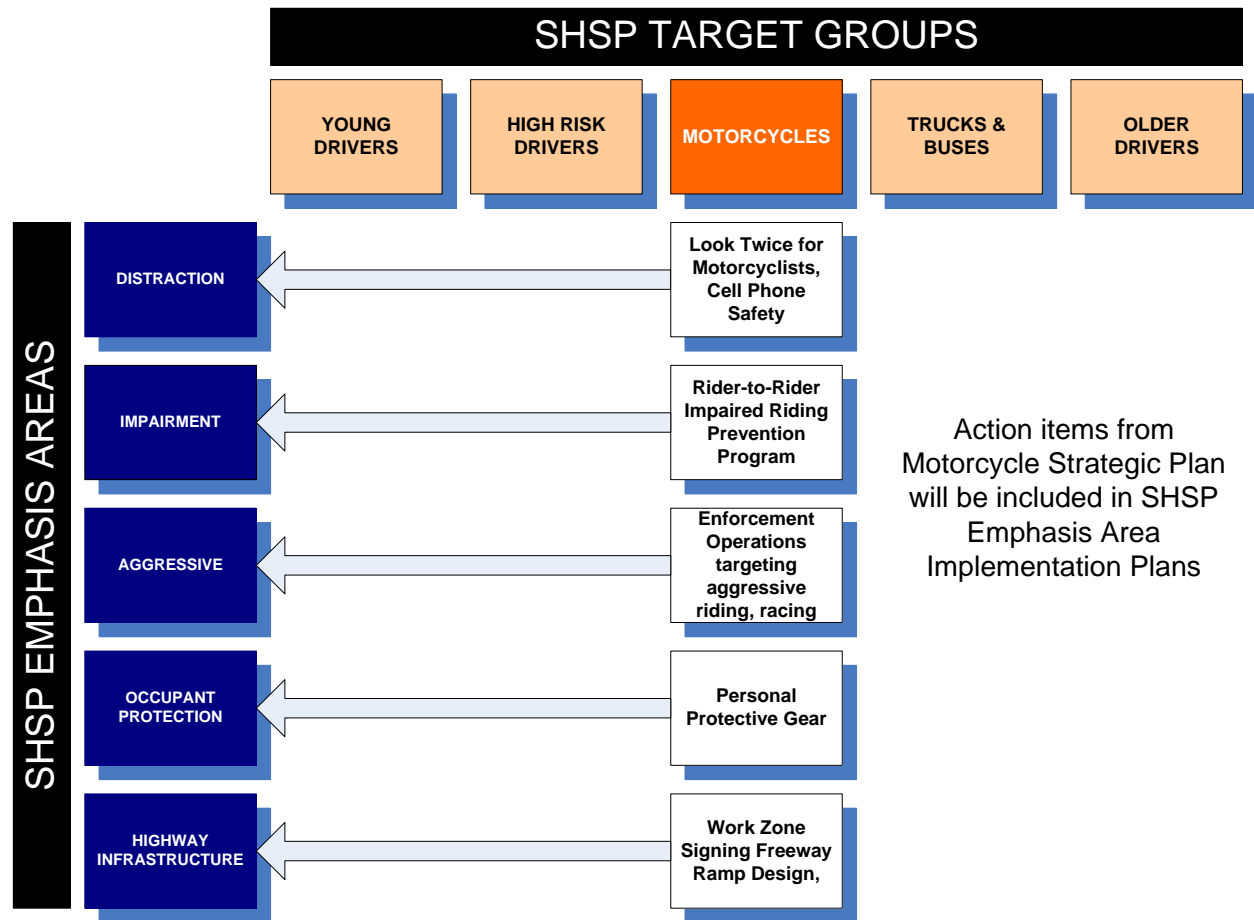 SHSP TARGET GROUPS
YOUNG
DRIVERS
HIGH RISK
DRIVERS
MOTORCYCLES
TRUCKS &
BUSES
OLDER
DRIVERS
SHSP EMPHASIS AREAS
DISTRACTION
Look Twice for
Motorcyclists,
Cell Phone
Safety
IMPAIRMENT
Rider-to-Rider
Impaired Riding
Prevention
Program
AGGRESSIVE
Enforcement
Operations
targeting
aggressive
riding, racing
OCCUPANT
PROTECTION
Personal
Protective Gear
HIGHWAY
INFRASTRUCTURE
Work Zone
Signing Freeway
Ramp Design,
Action items from
Motorcycle Strategic Plan
will be included in SHSP
Emphasis Area
Implementation Plans